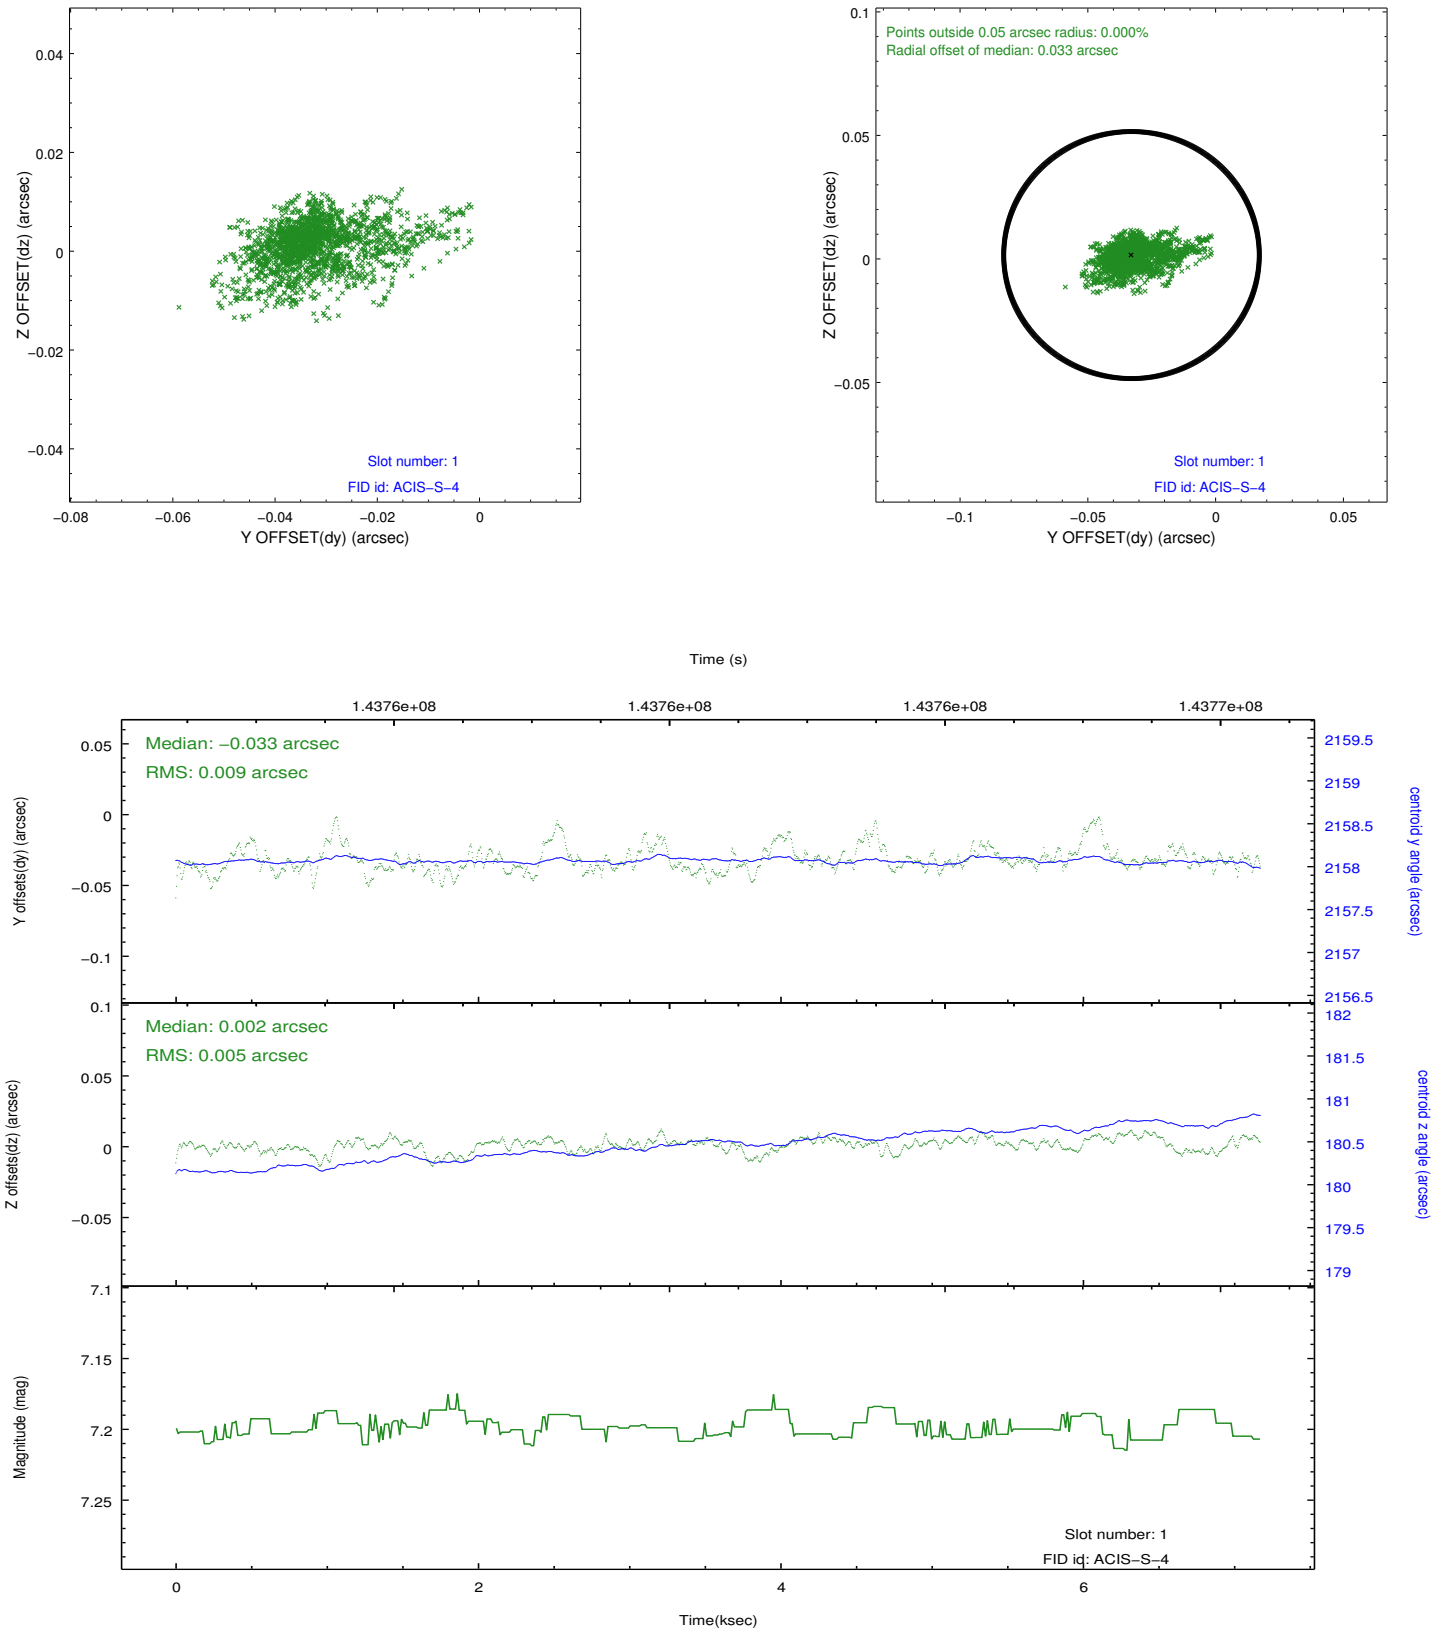 0.04
0.02
0
−0.02
−0.04
Z OFFSET(dz) (arcsec)
Slot number: 1
FID id: ACIS−S−4
−0.08
−0.06
−0.04
−0.02
0
Y OFFSET(dy) (arcsec)
0.1
0.05
0
−0.05
Z OFFSET(dz) (arcsec)
Points outside 0.05 arcsec radius: 0.000%
Radial offset of median: 0.033 arcsec
Slot number: 1
FID id: ACIS−S−4
−0.1
−0.05
0
0.05
Y OFFSET(dy) (arcsec)
Time (s)
1.4376e+08
1.4376e+08
1.4376e+08
1.4377e+08
Median: −0.033 arcsec
RMS: 0.009 arcsec
0.05
0
−0.05
−0.1
Y offsets(dy) (arcsec)
2159.5
2159
2158.5
2158
2157.5
2157
2156.5
centroid y angle (arcsec)
Median: 0.002 arcsec
RMS: 0.005 arcsec
0.1
0.05
0
−0.05
Z offsets(dz) (arcsec)
182
181.5
181
180.5
180
179.5
179
centroid z angle (arcsec)
7.1
7.15
7.2
7.25
Magnitude (mag)
Slot number: 1
FID id: ACIS−S−4
0
2
4
6
Time(ksec)